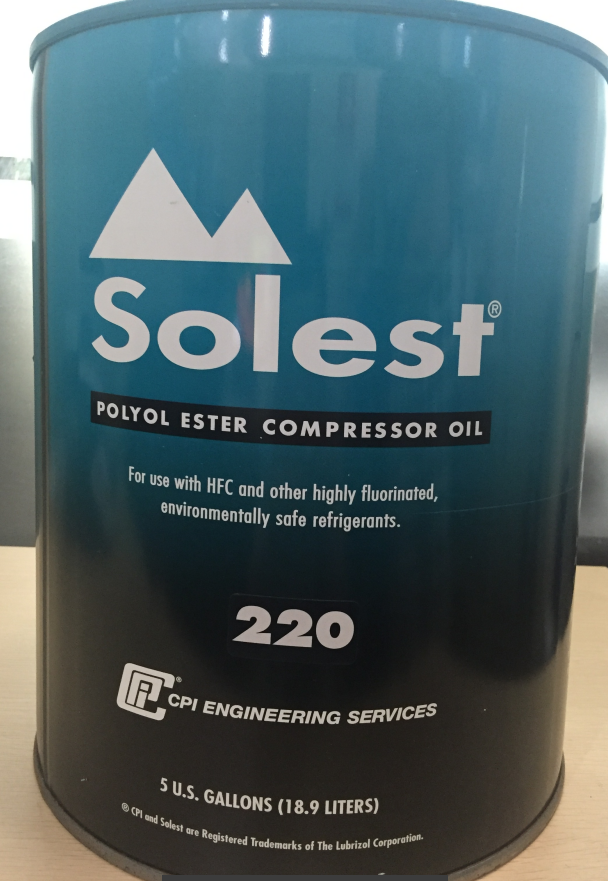 Solest®
POLYOL ESTER COMPRESSOR OIL
For use with HFC and other highly fluorinated,
environmentally safe refrigerants.
220
CPI® CPI ENGINEERING SERVICES
5 U.S. GALLONS (18.9 LITERS)
© CPI and Solest are Registered Trademarks of The Lubrizol Corporation.